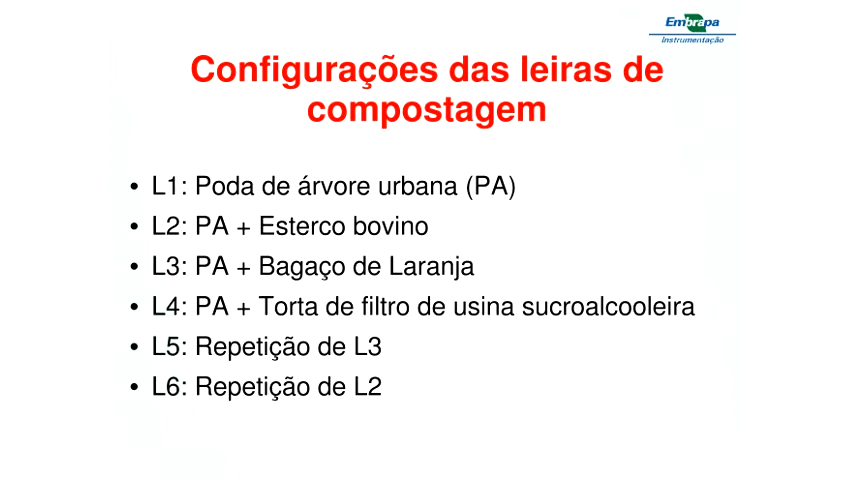 Embrapa
Instrumentação
Configurações das leiras de
compostagem
• L1: Poda de árvore urbana (PA)
• L2: PA + Esterco bovino
• L3: PA + Bagaço de Laranja
• L4: PA + Torta de filtro de usina sucroalcooleira
• L5: Repetição de L3
• L6: Repetição de L2